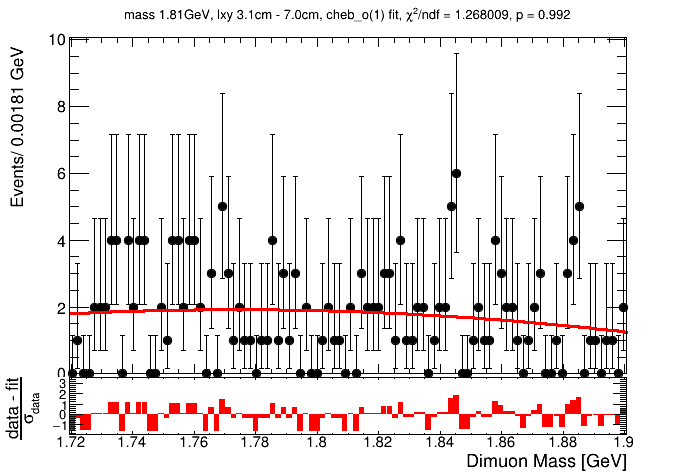 mass 1.81GeV, lxy 3.1cm - 7.0cm, cheb_o(1) fit, χ²/ndf = 1.268009, p = 0.992
Events/ 0.00181 GeV
10
8
6
4
2
0
data - fit
σdata
3
2
1
0
−1
1.72 1.74 1.76 1.78 1.8 1.82 1.84 1.86 1.88 1.9
Dimuon Mass [GeV]